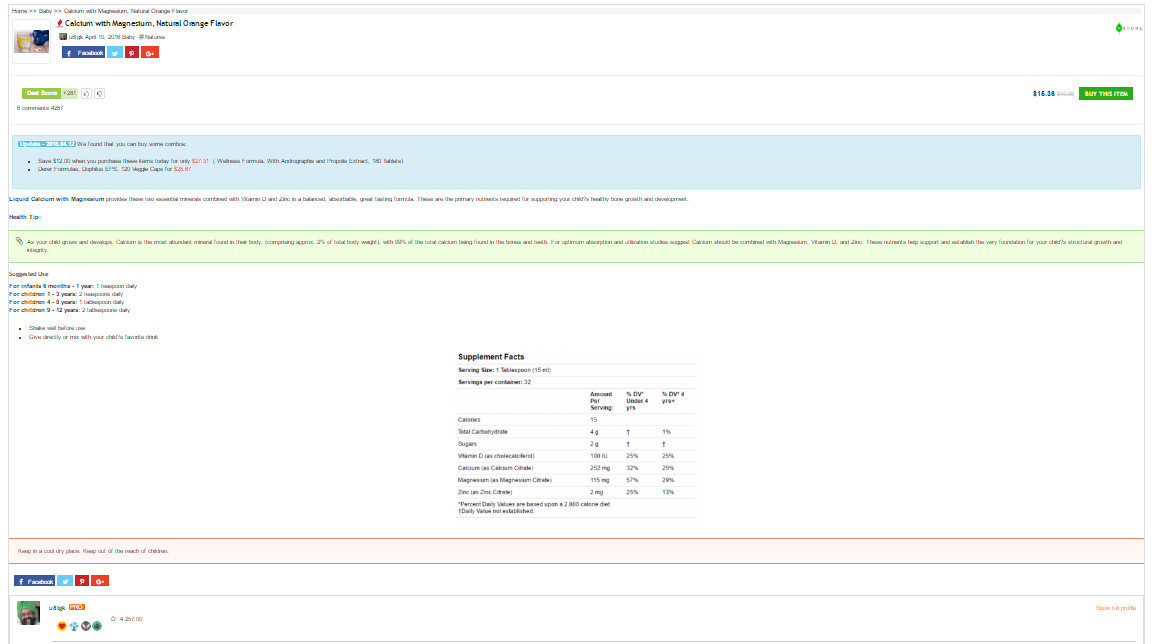 Home >> Baby >> Calcium with Magnesium, Natural Orange Flavor
Calcium with Magnesium, Natural Orange Flavor
u8tgk April 10, 2016 Baby #Natures
Facebook
G+
Deal Score +281
$15.36 BUY THIS ITEM
6 comments 4287
Update - 2016.04.12 We found that you can buy some combos:
Save $12.00 when you purchase these items today for only $27.31 ( Wellness Formula, With Andrographis and Propolis Extract, 180 Tablets)
Derer Formulas, Dophilus EPS, 120 Veggie Caps for $28.67
Liquid Calcium with Magnesium provides these two essential minerals combined with Vitamin D and Zinc in a balanced, absorbable, great tasting formula. These are the primary nutrients required for supporting your child?s healthy bone growth and development.
Health Tip:
As your child grows and develops, Calcium is the most abundant mineral found in their body, (comprising approx. 2% of total body weight), with 99% of the total calcium being found in the bones and teeth. For optimum absorption and utilization studies suggest Calcium should be combined with Magnesium, Vitamin D, and Zinc. These nutrients help support and establish the very foundation for your child?s structural growth and
integrity.
Suggested Use
For infants 6 months - 1 year: 1 teaspoon daily
For children 1 - 3 years: 2 teaspoons daily
For children 4 - 8 years: 1 tablespoon daily
For children 9 - 12 years: 2 tablespoons daily
Shake well before use
Give directly or mix with your child?s favorite drink
Supplement Facts
Serving Size: 1 Tablespoon (15 ml)
Servings per container: 32
Amount Per Serving: % DV* Under 4 yrs % DV* 4 yrs+
Calories 15
Total Carbohydrate 4 g † 1%
Sugars 2 g † †
Vitamin D (as cholecalciferol) 100 IU 25% 25%
Calcium (as Calcium Citrate) 252 mg 32% 25%
Magnesium (as Magnesium Citrate) 115 mg 57% 29%
Zinc (as Zinc Citrate) 2 mg 25% 13%
*Percent Daily Values are based upon a 2,000 calorie diet.
†Daily Value not established.
Keep in a cool dry place. Keep out of the reach of children.
Facebook
G+
u8tgk PRO
Show full profile
4 257.00